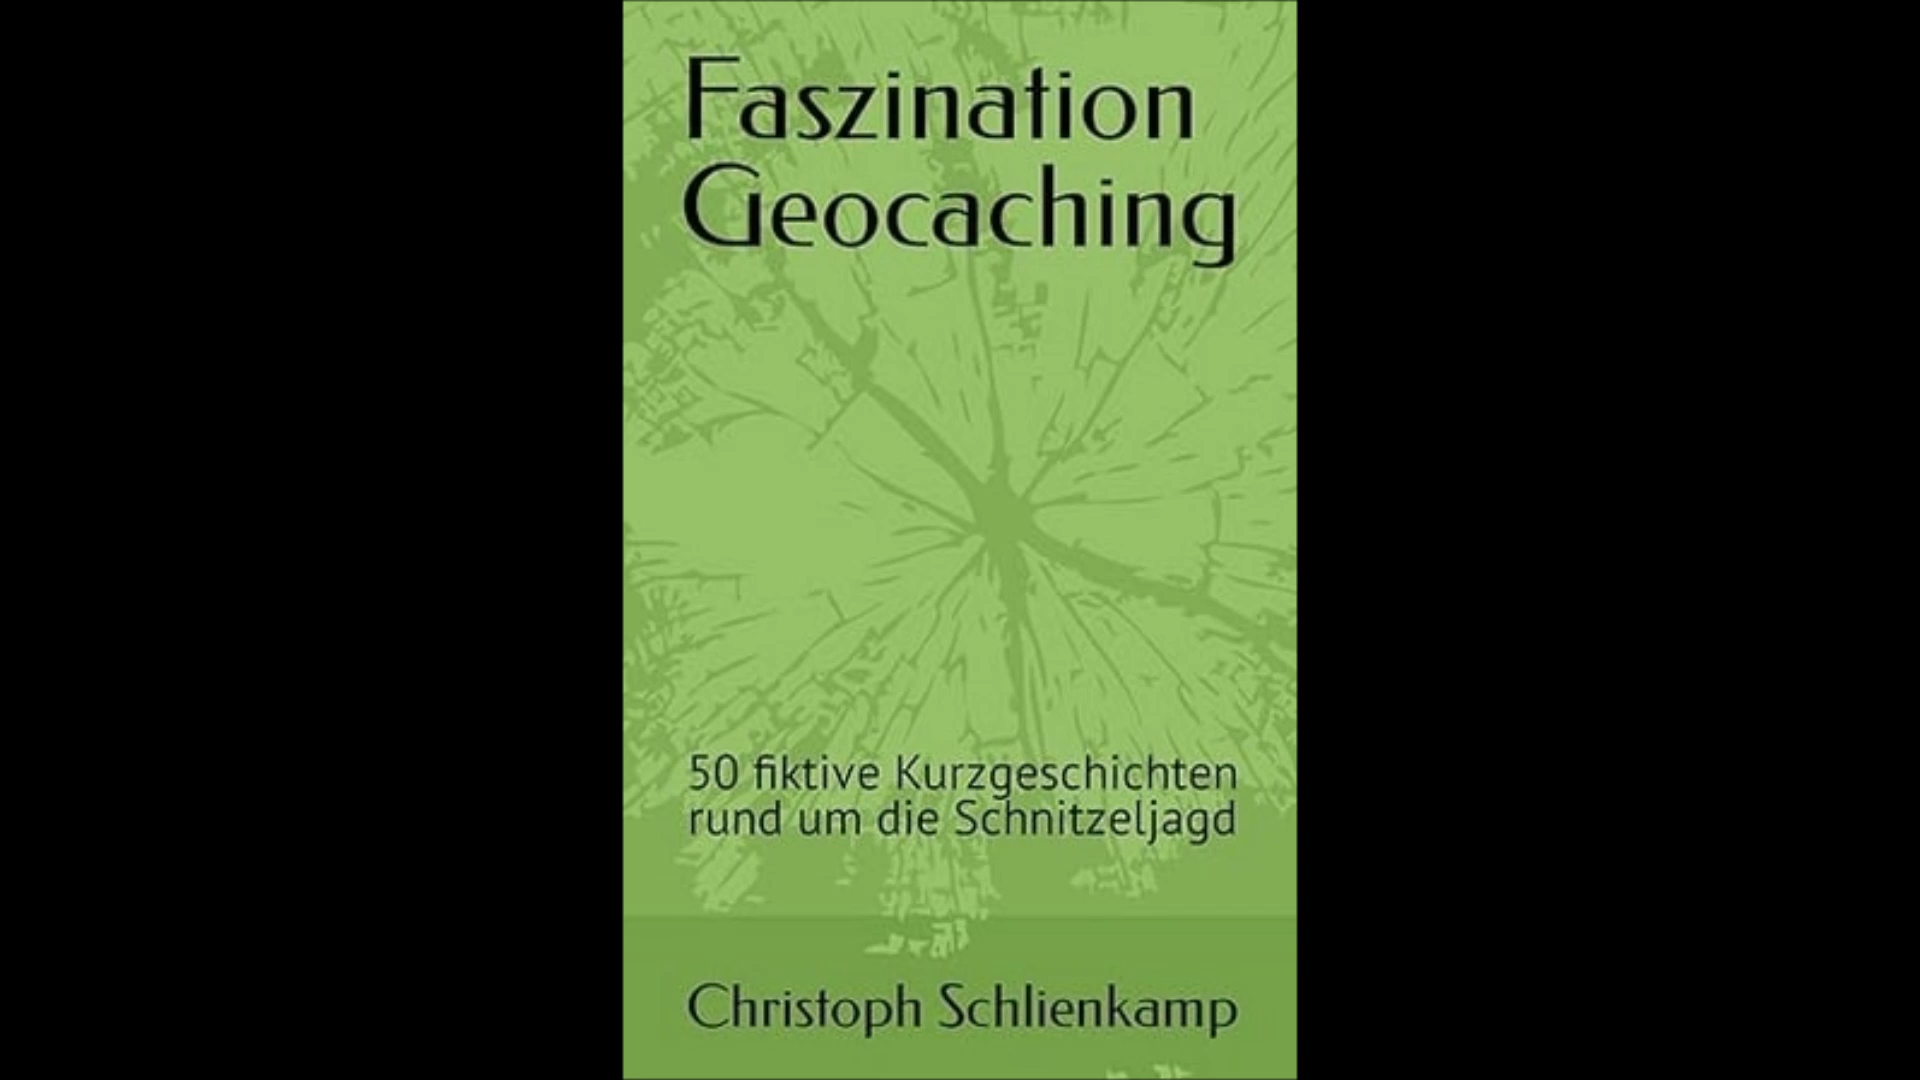 Faszination
Geocaching
50 fiktive Kurzgeschichten
rund um die Schnitzeljagd
Christoph Schlienkamp